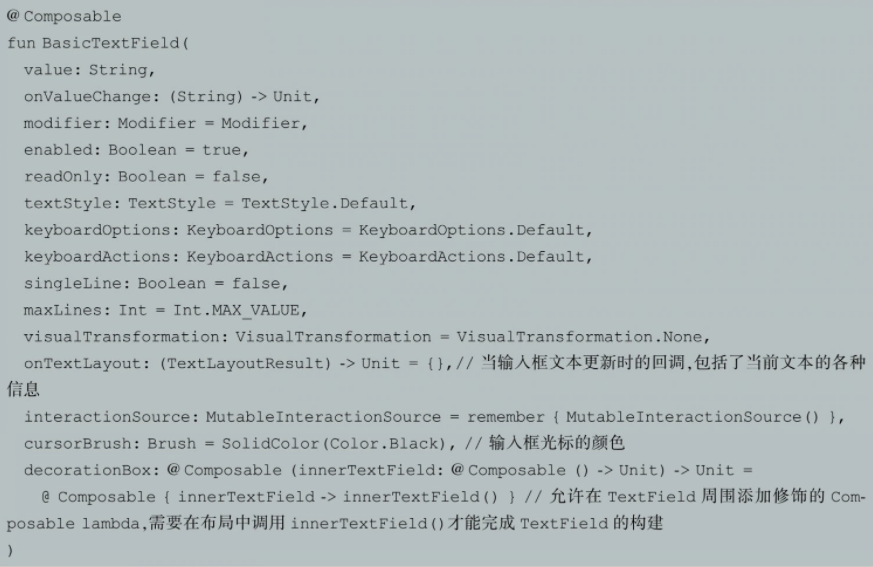 @ Composable
fun BasicTextField(
value: String,
onValueChange: (String) -> Unit,
modifier: Modifier = Modifier,
enabled: Boolean = true,
readOnly: Boolean = false,
textStyle: TextStyle = TextStyle.Default,
keyboardOptions: KeyboardOptions = KeyboardOptions.Default,
keyboardActions: KeyboardActions = KeyboardActions.Default,
singleLine: Boolean = false,
maxLines: Int = Int.MAX_VALUE,
visualTransformation: VisualTransformation = VisualTransformation.None,
onTextLayout: (TextLayoutResult) -> Unit = {},// 当输入框文本更新时的回调,包括了当前文本的各种
信息
interactionSource: MutableInteractionSource = remember { MutableInteractionSource() },
cursorBrush: Brush = SolidColor(Color.Black), // 输入框光标的颜色
decorationBox: @ Composable (innerTextField: @ Composable () -> Unit) -> Unit =
@ Composable { innerTextField -> innerTextField() } // 允许在 TextField 周围添加修饰的 Com-
posable lambda,需要在布局中调用 innerTextField()才能完成 TextField 的构建
)